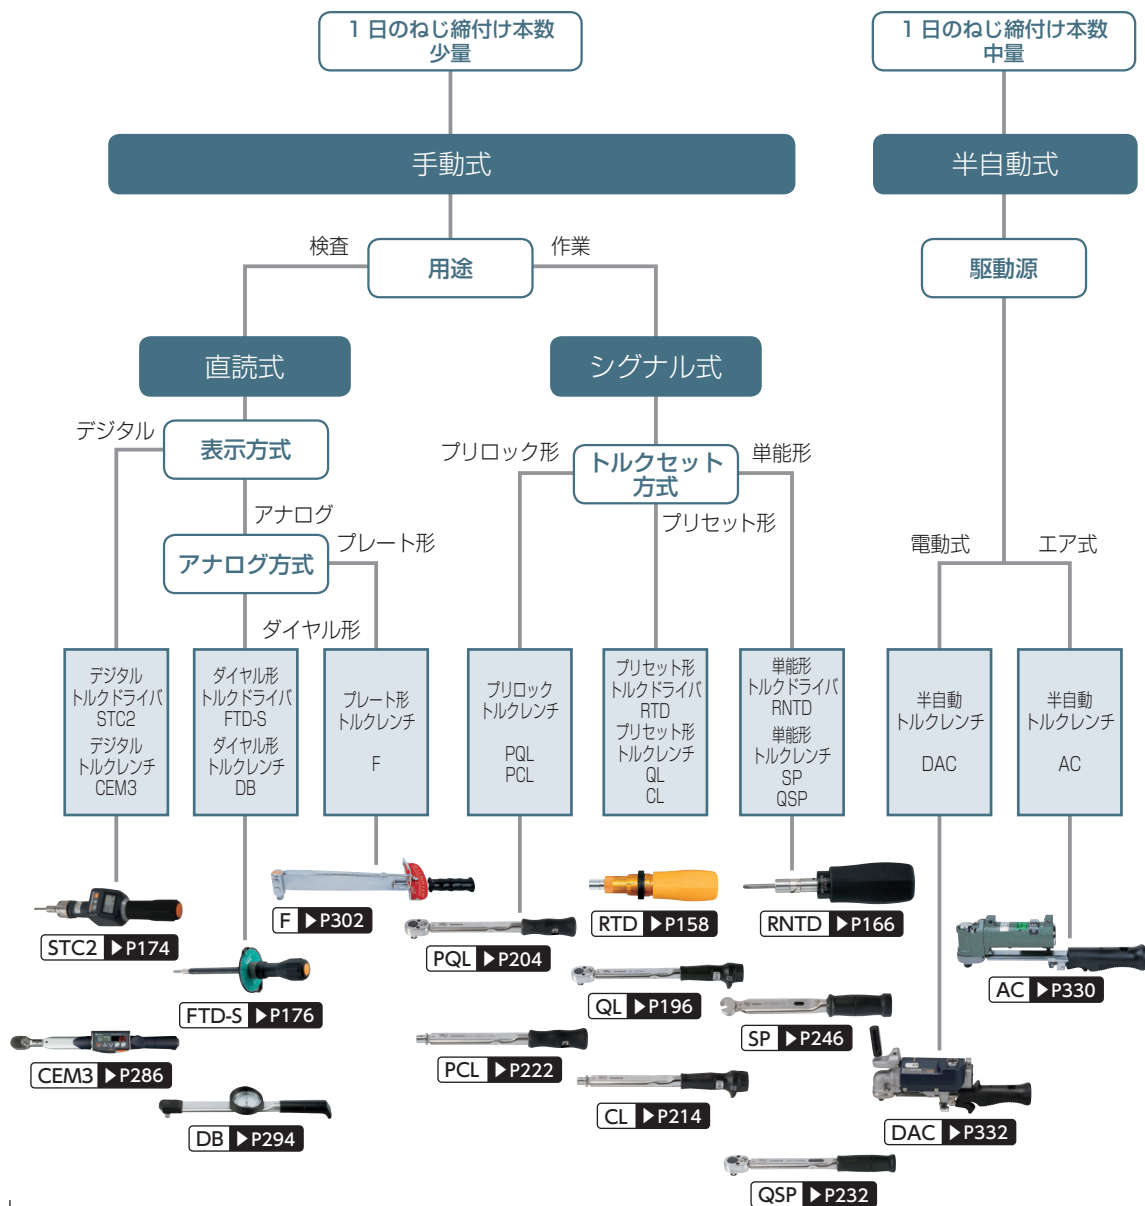 1 日のねじ締付け本数
少量
1 日のねじ締付け本数
中量
手動式
半自動式
検査
用途
作業
駆動源
直読式
シグナル式
デジタル
表示方式
プリロック形
トルクセット
方式
単能形
プリセット形
アナログ
アナログ方式
プレート形
ダイヤル形
電動式
エア式
デジタル
トルクドライバ
STC2
デジタル
トルクレンチ
CEM3
ダイヤル形
トルクドライバ
FTD-S
ダイヤル形
トルクレンチ
DB
プレート形
トルクレンチ
F
プリロック
トルクレンチ
PQL
PCL
プリセット形
トルクドライバ
RTD
プリセット形
トルクレンチ
QL
CL
単能形
トルクドライバ
RNTD
単能形
トルクレンチ
SP
QSP
半自動
トルクレンチ
DAC
半自動
トルクレンチ
AC
F ▶P302
STC2 ▶P174
PQL ▶P204
RTD ▶P158
RNTD ▶P166
FTD-S ▶P176
QL ▶P196
AC ▶P330
SP ▶P246
CEM3 ▶P286
PCL ▶P222
CL ▶P214
DB ▶P294
DAC ▶P332
QSP ▶P232